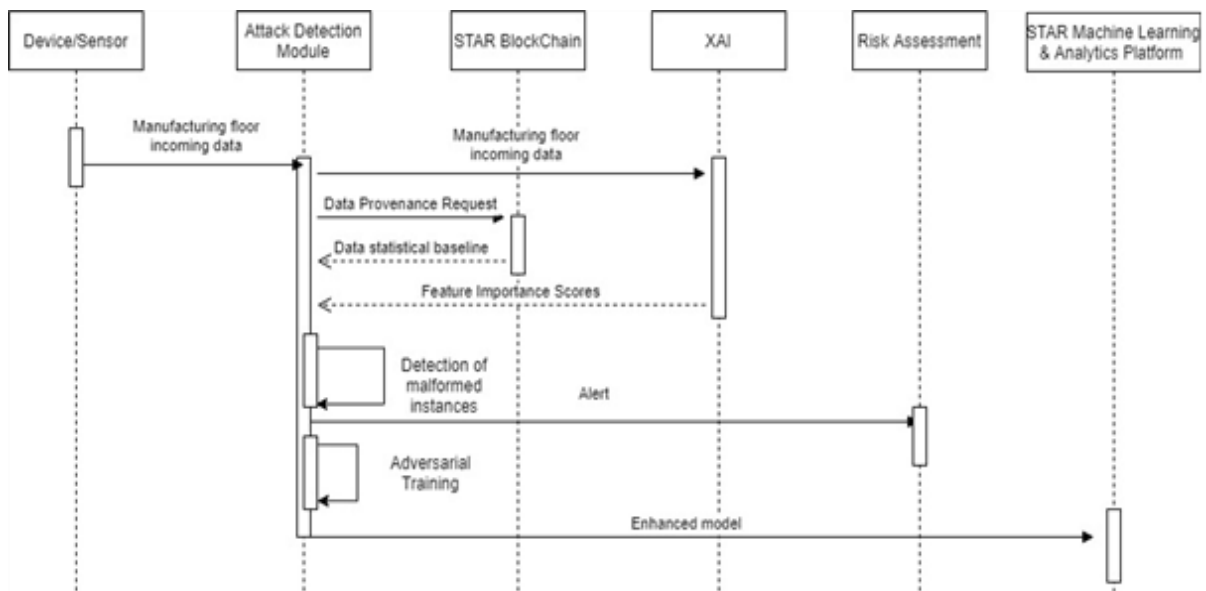 Device/Sensor
Attack Detection
Module
STAR BlockChain
XAI
Risk Assessment
STAR Machine Learning
& Analytics Platform
Manufacturing floor
incoming data
Manufacturing floor
incoming data
Data Provenance Request
Data statistical baseline
Feature Importance Scores
Detection of
malformed
instances
Alert
Adversarial
Training
Enhanced model